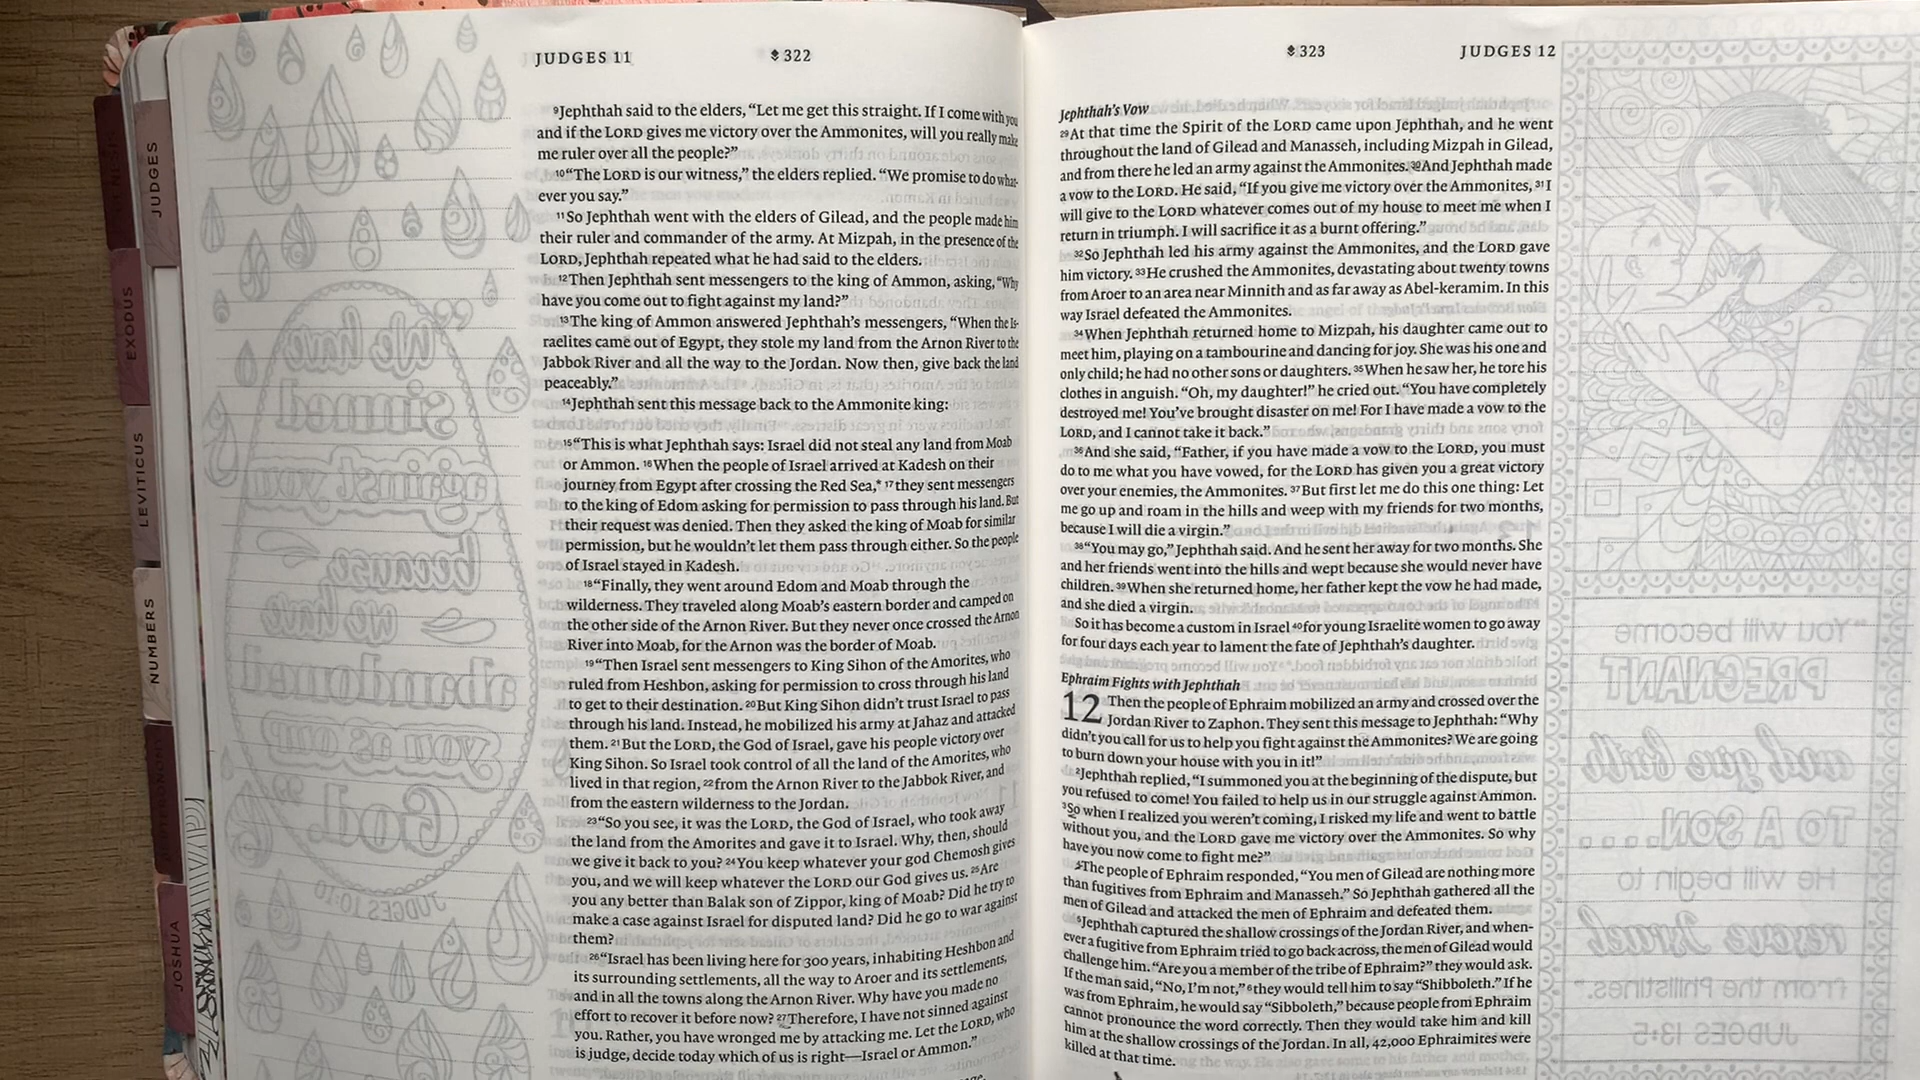 JUDGES 11
322
⁹Jephthah said to the elders, “Let me get this straight. If I come with you
and if the LORD gives me victory over the Ammonites, will you really make
me ruler over all the people?”
¹⁰“The LORD is our witness,” the elders replied. “We promise to do what-
ever you say.”
¹¹So Jephthah went with the elders of Gilead, and the people made him
their ruler and commander of the army. At Mizpah, in the presence of the
LORD, Jephthah repeated what he had said to the elders.
¹²Then Jephthah sent messengers to the king of Ammon, asking, “Why
have you come out to fight against my land?”
¹³The king of Ammon answered Jephthah’s messengers, “When the Is-
raelites came out of Egypt, they stole my land from the Arnon River to the
Jabbok River and all the way to the Jordan. Now then, give back the land
peaceably.”
¹⁴Jephthah sent this message back to the Ammonite king:
¹⁵“This is what Jephthah says: Israel did not steal any land from Moab
or Ammon. ¹⁶When the people of Israel arrived at Kadesh on their
journey from Egypt after crossing the Red Sea,* ¹⁷they sent messengers
to the king of Edom asking for permission to pass through his land. But
their request was denied. Then they asked the king of Moab for similar
permission, but he wouldn’t let them pass through either. So the people
of Israel stayed in Kadesh.
¹⁸“Finally, they went around Edom and Moab through the
wilderness. They traveled along Moab’s eastern border and camped on
the other side of the Arnon River. But they never once crossed the Arnon
River into Moab, for the Arnon was the border of Moab.
¹⁹“Then Israel sent messengers to King Sihon of the Amorites, who
ruled from Heshbon, asking for permission to cross through his land
to get to their destination. ²⁰But King Sihon didn’t trust Israel to pass
through his land. Instead, he mobilized his army at Jahaz and attacked
them. ²¹But the LORD, the God of Israel, gave his people victory over
King Sihon. So Israel took control of all the land of the Amorites, who
lived in that region, ²²from the Arnon River to the Jabbok River, and
from the eastern wilderness to the Jordan.
²³“So you see, it was the LORD, the God of Israel, who took away
the land from the Amorites and gave it to Israel. Why, then, should
we give it back to you? ²⁴You keep whatever your god Chemosh gives
you, and we will keep whatever the LORD our God gives us. ²⁵Are
you any better than Balak son of Zippor, king of Moab? Did he try to
make a case against Israel for disputed land? Did he go to war against
them?
²⁶“Israel has been living here for 300 years, inhabiting Heshbon and
its surrounding settlements, all the way to Aroer and its settlements,
and in all the towns along the Arnon River. Why have you made no
effort to recover it before now? ²⁷Therefore, I have not sinned against
you. Rather, you have wronged me by attacking me. Let the LORD, who
is judge, decide today which of us is right—Israel or Ammon.”
323
JUDGES 12
Jephthah’s Vow
²⁹At that time the Spirit of the LORD came upon Jephthah, and he went
throughout the land of Gilead and Manasseh, including Mizpah in Gilead,
and from there he led an army against the Ammonites. ³⁰And Jephthah made
a vow to the LORD. He said, “If you give me victory over the Ammonites, ³¹I
will give to the LORD whatever comes out of my house to meet me when I
return in triumph. I will sacrifice it as a burnt offering.”
³²So Jephthah led his army against the Ammonites, and the LORD gave
him victory. ³³He crushed the Ammonites, devastating about twenty towns
from Aroer to an area near Minnith and as far away as Abel-keramim. In this
way Israel defeated the Ammonites.
³⁴When Jephthah returned home to Mizpah, his daughter came out to
meet him, playing on a tambourine and dancing for joy. She was his one and
only child; he had no other sons or daughters. ³⁵When he saw her, he tore his
clothes in anguish. “Oh, my daughter!” he cried out. “You have completely
destroyed me! You’ve brought disaster on me! For I have made a vow to the
LORD, and I cannot take it back.”
³⁶And she said, “Father, if you have made a vow to the LORD, you must
do to me what you have vowed, for the LORD has given you a great victory
over your enemies, the Ammonites. ³⁷But first let me do this one thing: Let
me go up and roam in the hills and weep with my friends for two months,
because I will die a virgin.”
³⁸“You may go,” Jephthah said. And he sent her away for two months. She
and her friends went into the hills and wept because she would never have
children. ³⁹When she returned home, her father kept the vow he had made,
and she died a virgin.
So it has become a custom in Israel ⁴⁰for young Israelite women to go away
for four days each year to lament the fate of Jephthah’s daughter.
Ephraim Fights with Jephthah
12 Then the people of Ephraim mobilized an army and crossed over the
Jordan River to Zaphon. They sent this message to Jephthah: “Why
didn’t you call for us to help you fight against the Ammonites? We are going
to burn down your house with you in it!”
²Jephthah replied, “I summoned you at the beginning of the dispute, but
you refused to come! You failed to help us in our struggle against Ammon.
³So when I realized you weren’t coming, I risked my life and went to battle
without you, and the LORD gave me victory over the Ammonites. So why
have you now come to fight me?”
⁴The people of Ephraim responded, “You men of Gilead are nothing more
than fugitives from Ephraim and Manasseh.” So Jephthah gathered all the
men of Gilead and attacked the men of Ephraim and defeated them.
⁵Jephthah captured the shallow crossings of the Jordan River, and when-
ever a fugitive from Ephraim tried to go back across, the men of Gilead would
challenge him. “Are you a member of the tribe of Ephraim?” they would ask.
If the man said, “No, I’m not,” ⁶they would tell him to say “Shibboleth.” If he
was from Ephraim, he would say “Sibboleth,” because people from Ephraim
cannot pronounce the word correctly. Then they would take him and kill
him at the shallow crossings of the Jordan. In all, 42,000 Ephraimites were
killed at that time.
JUDGES
EXODUS
LEVITICUS
NUMBERS
JOSHUA
“We have
sinned
against you
because
we have
abandoned
you as our
God”
JUDGES 10:10
“You will become
PREGNANT
and give birth
TO A SON.....
He will begin to
rescue Israel
from the Philistines.”
JUDGES 13:5